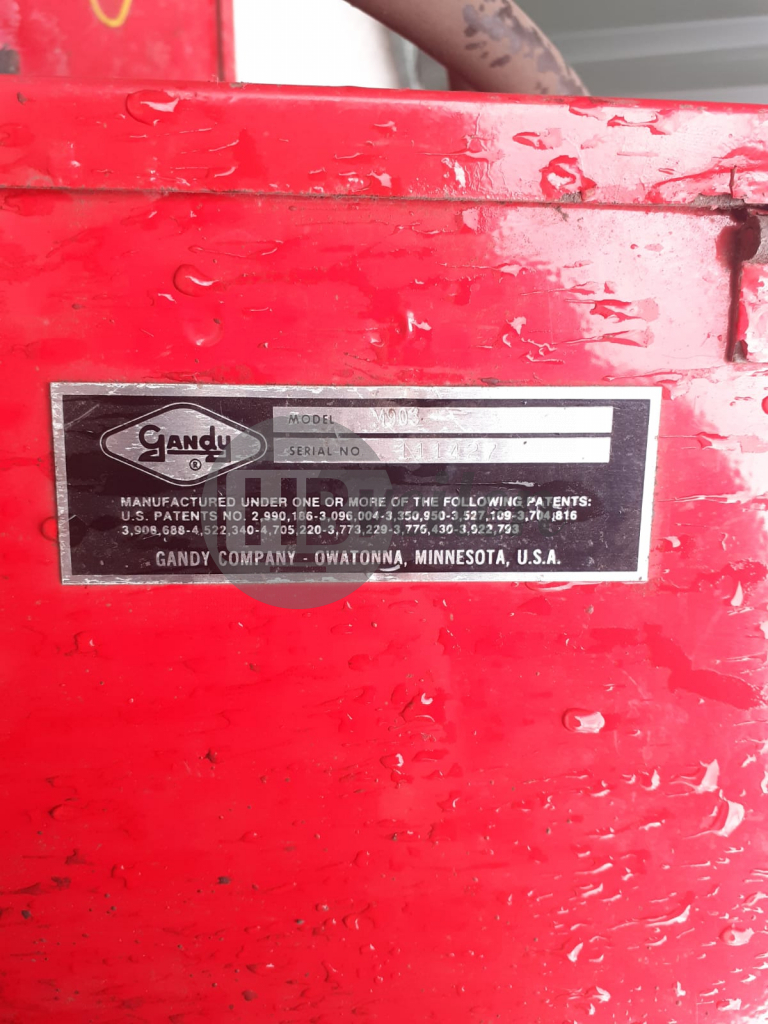 Gandy
®
MODEL
SERIAL NO
MANUFACTURED UNDER ONE OR MORE OF THE FOLLOWING PATENTS:
U.S. PATENTS NO. 2,990,186-3,096,004-3,350,950-3,527,109-3,704,816
3,908,688-4,522,340-4,705,220-3,773,229-3,776,430-3,922,793
GANDY COMPANY - OWATONNA, MINNESOTA, U.S.A.